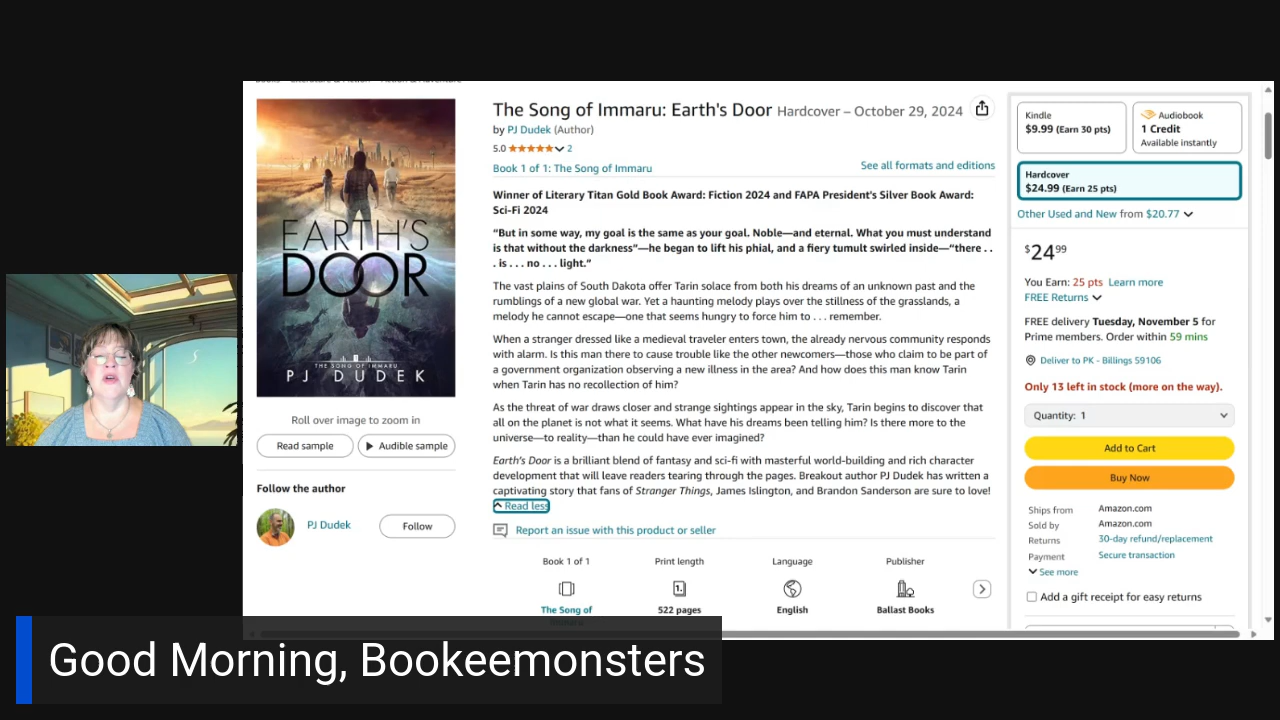 The Song of Immaru: Earth's Door Hardcover – October 29, 2024
by PJ Dudek (Author)
5.0 2
Book 1 of 1: The Song of Immaru
See all formats and editions
Winner of Literary Titan Gold Book Award: Fiction 2024 and FAPA President's Silver Book Award:
Sci-Fi 2024
“But in some way, my goal is the same as your goal. Noble—and eternal. What you must understand
is that without the darkness”—he began to lift his phial, and a fiery tumult swirled inside—“there . .
. is . . . no . . . light.”
The vast plains of South Dakota offer Tarin solace from both his dreams of an unknown past and the
rumblings of a new global war. Yet a haunting melody plays over the stillness of the grasslands, a
melody he cannot escape—one that seems hungry to force him to . . . remember.
When a stranger dressed like a medieval traveler enters town, the already nervous community responds
with alarm. Is this man there to cause trouble like the other newcomers—those who claim to be part of
a government organization observing a new illness in the area? And how does this man know Tarin
when Tarin has no recollection of him?
As the threat of war draws closer and strange sightings appear in the sky, Tarin begins to discover that
all on the planet is not what it seems. What have his dreams been telling him? Is there more to the
universe—to reality—than he could have ever imagined?
Earth's Door is a brilliant blend of fantasy and sci-fi with masterful world-building and rich character
development that will leave readers tearing through the pages. Breakout author PJ Dudek has written a
captivating story that fans of Stranger Things, James Islington, and Brandon Sanderson are sure to love!
Read less
Report an issue with this product or seller
Book 1 of 1
The Song of
Print length
522 pages
Language
English
Publisher
Ballast Books
EARTH'S
DOOR
THE SONG OF IMMARU
PJ DUDEK
Roll over image to zoom in
Read sample
Audible sample
Follow the author
PJ Dudek
Follow
Kindle
$9.99 (Earn 30 pts)
Audiobook
1 Credit
Available instantly
Hardcover
$24.99 (Earn 25 pts)
Other Used and New from $20.77
$24 99
You Earn: 25 pts Learn more
FREE Returns
FREE delivery Tuesday, November 5 for
Prime members. Order within 59 mins
Deliver to PK - Billings 59106
Only 13 left in stock (more on the way).
Quantity: 1
Add to Cart
Buy Now
Ships from Amazon.com
Sold by Amazon.com
Returns 30-day refund/replacement
Payment Secure transaction
See more
Add a gift receipt for easy returns
Good Morning, Bookeemonsters